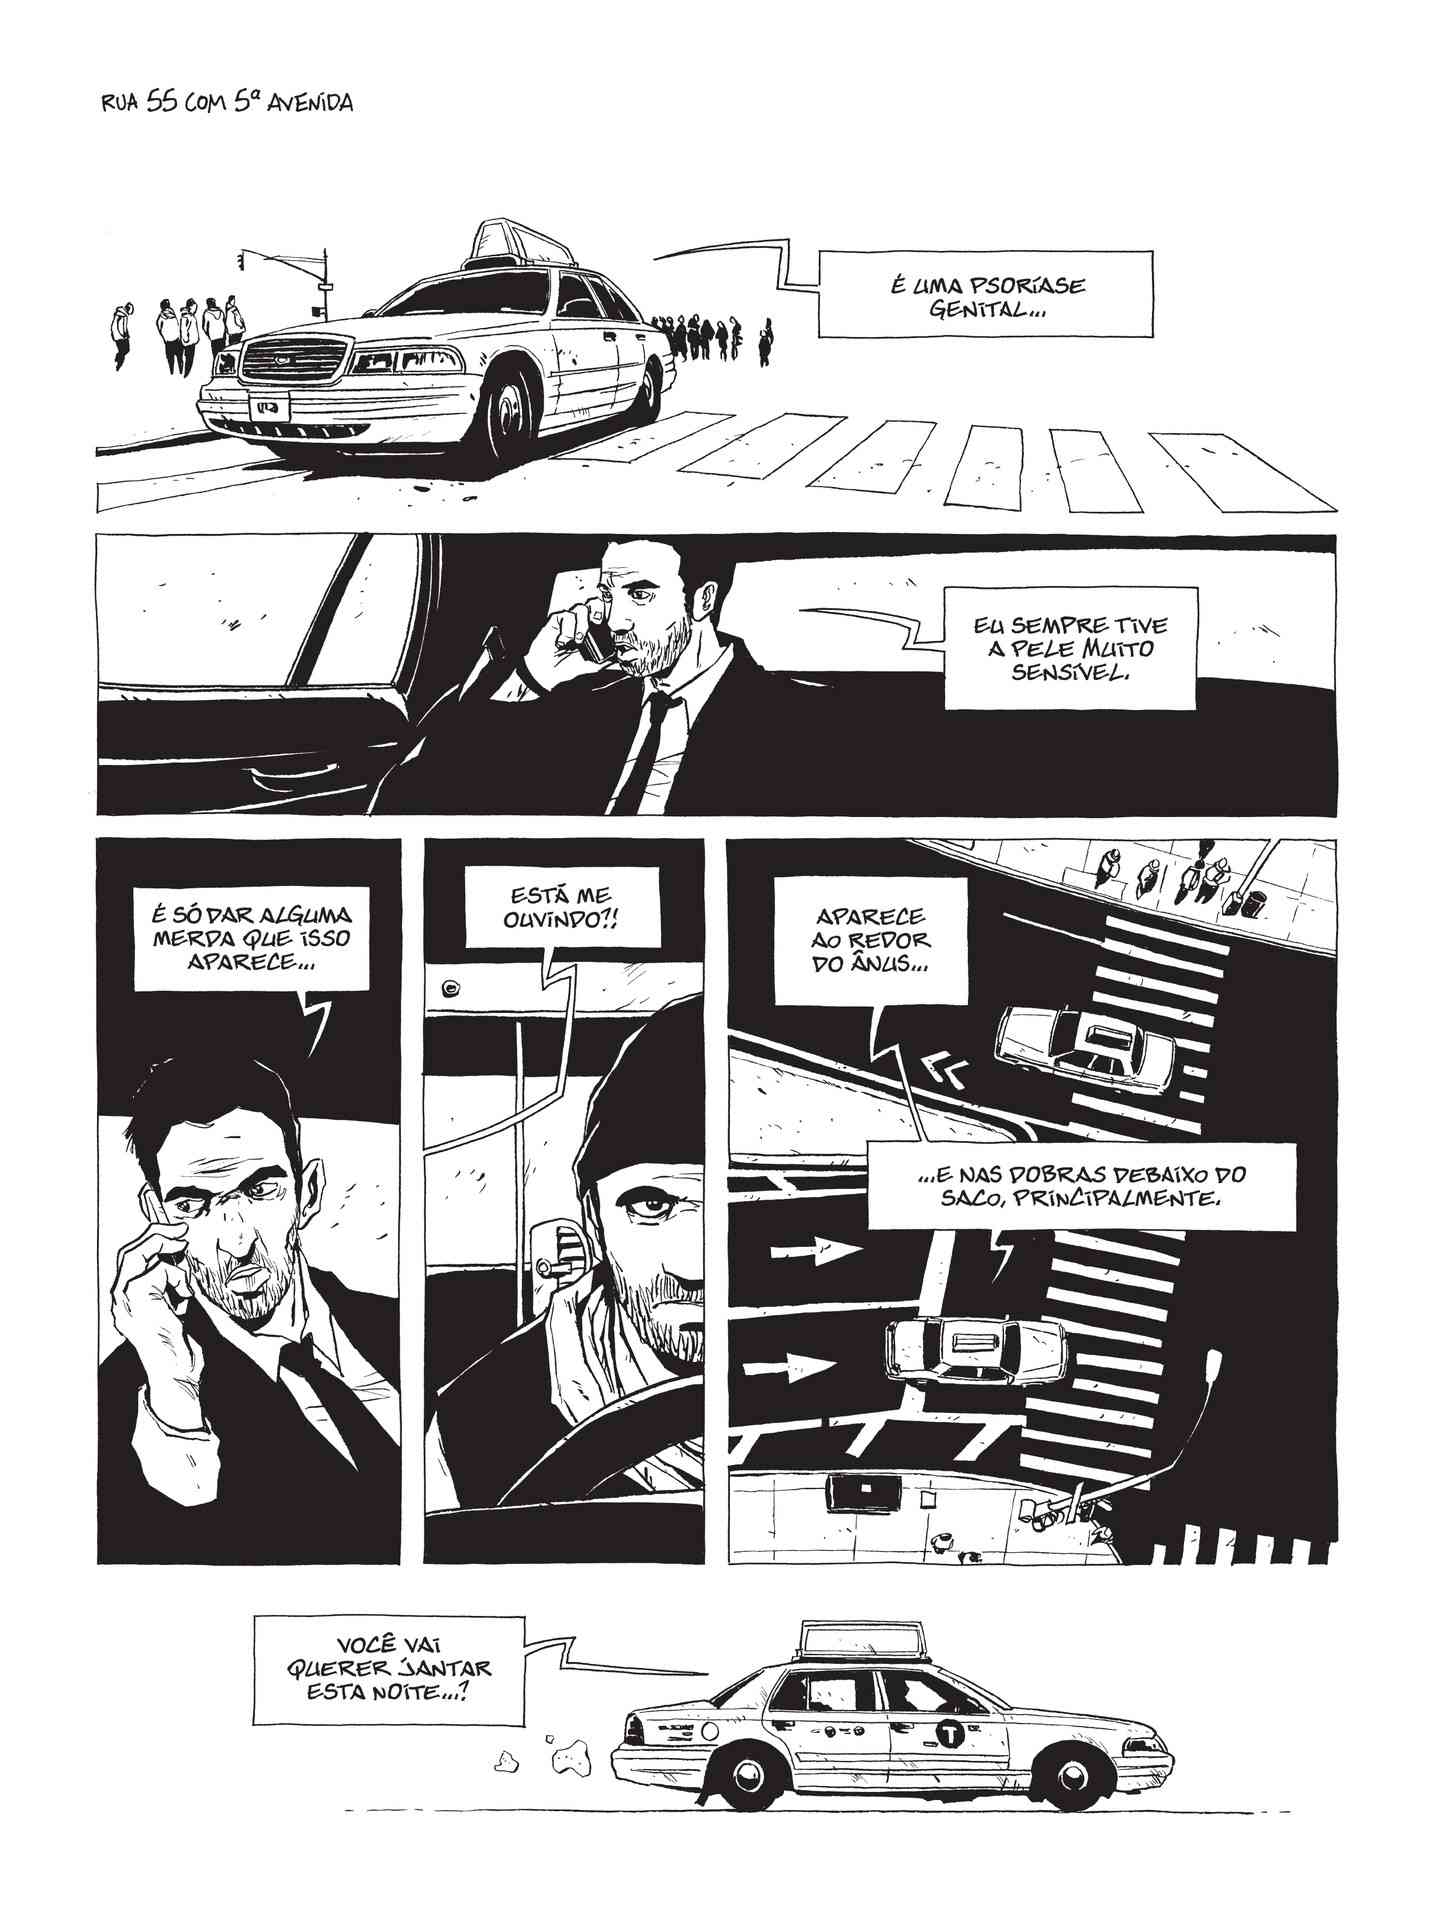 RUA 55 COM 5ª AVENIDA
É UMA PSORÍASE
GENITAL...
EU SEMPRE TIVE
A PELE MUITO
SENSÍVEL.
É SÓ DAR ALGUMA
MERDA QUE ISSO
APARECE...
ESTÁ ME
OUVINDO?!
APARECE
AO REDOR
DO ÂNUS...
...E NAS DOBRAS DEBAIXO DO
SACO, PRINCIPALMENTE.
VOCÊ VAI
QUERER JANTAR
ESTA NOITE...?
T